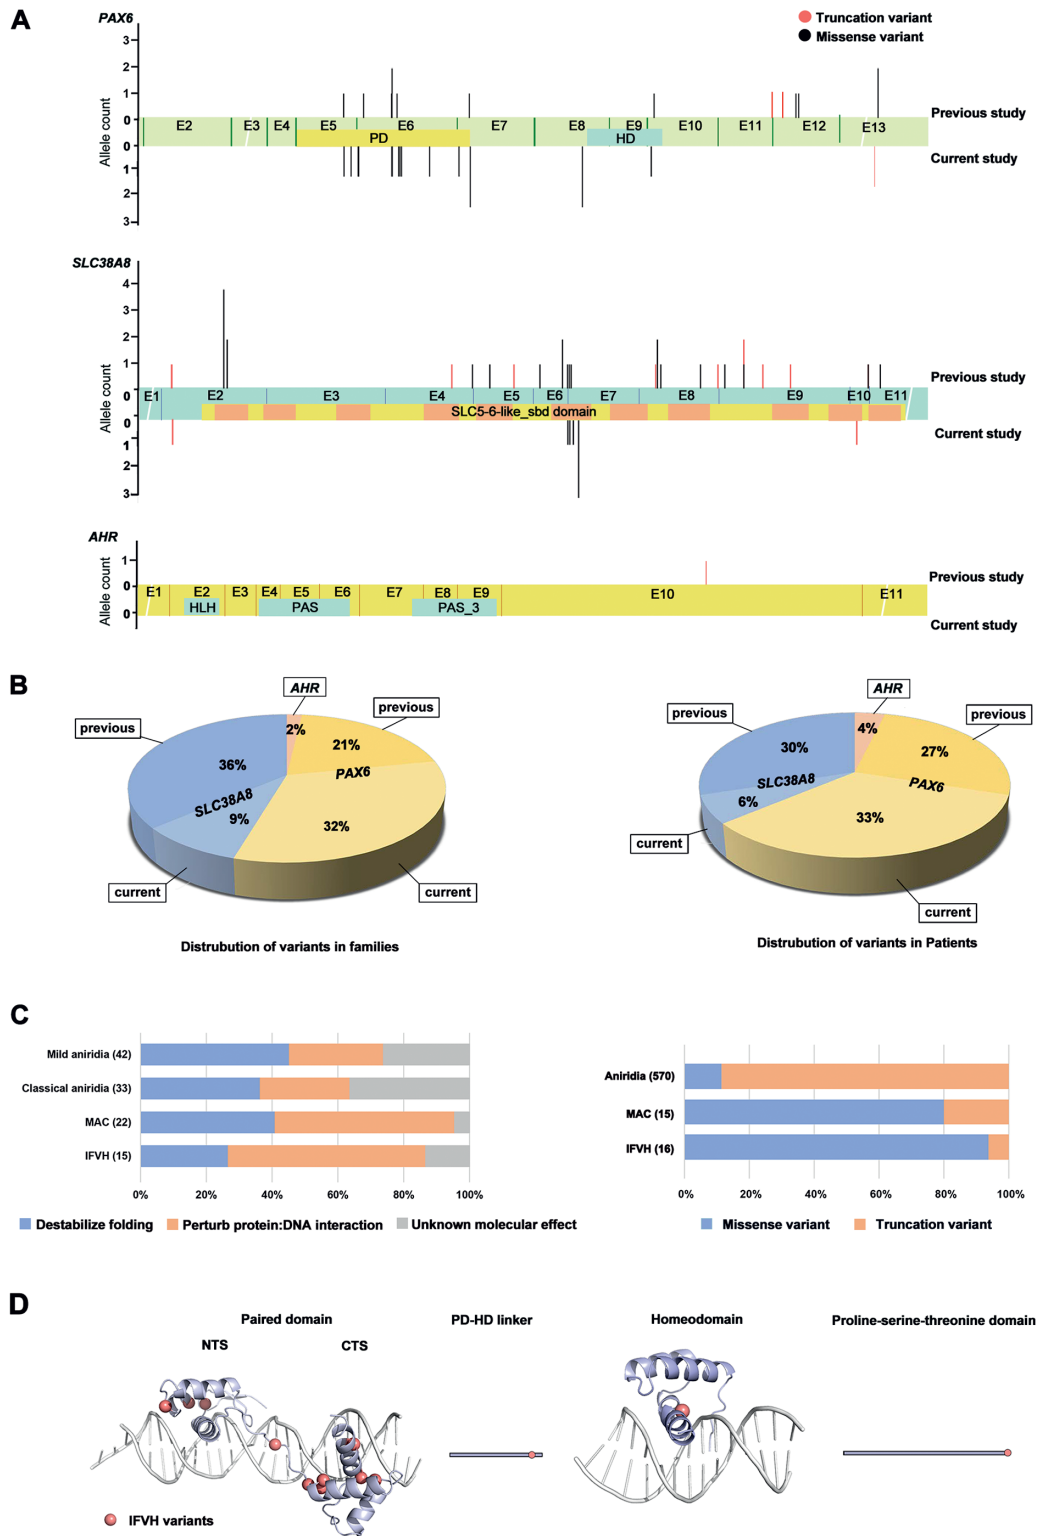 A
PAX6
Truncation variant
Missense variant
3
2
1
0
0
1
2
3
Allele count
E2
E3
E4
E5
E6
E7
E8
E9
E10
E11
E12
E13
PD
HD
Previous study
Current study
SLC38A8
4
3
2
1
0
0
1
2
3
Allele count
E1
E2
E3
E4
E5
E6
E7
E8
E9
E10
E11
SLC5-6-like_sbd domain
Previous study
Current study
AHR
1
0
0
Allele count
E1
E2
E3
E4
E5
E6
E7
E8
E9
E10
E11
HLH
PAS
PAS_3
Previous study
Current study
B
AHR
previous
previous
2%
21%
36%
PAX6
SLC38A8
9%
32%
current
current
Distrubution of variants in families
AHR
previous
previous
4%
27%
30%
SLC38A8
PAX6
6%
33%
current
current
Distrubution of variants in Patients
C
Mild aniridia (42)
Classical aniridia (33)
MAC (22)
IFVH (15)
0% 20% 40% 60% 80% 100%
Destabilize folding
Perturb protein:DNA interaction
Unknown molecular effect
Aniridia (570)
MAC (15)
IFVH (16)
0% 20% 40% 60% 80% 100%
Missense variant
Truncation variant
D
Paired domain
PD-HD linker
Homeodomain
Proline-serine-threonine domain
NTS
CTS
IFVH variants